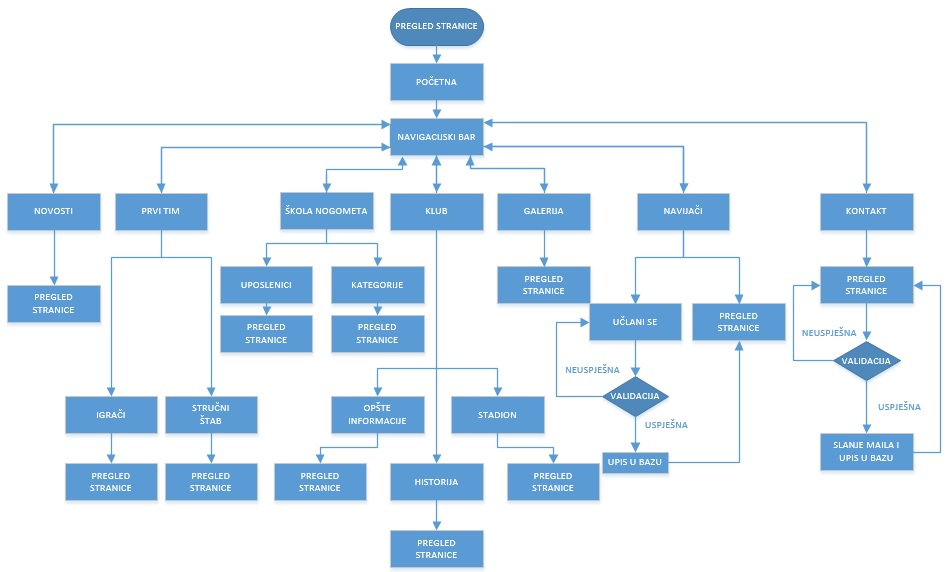 PREGLED STRANICE
POČETNA
NAVIGACIJSKI BAR
NOVOSTI
PRVI TIM
ŠKOLA NOGOMETA
KLUB
GALERIJA
NAVIJAČI
KONTAKT
PREGLED
STRANICE
UPOSLENICI
KATEGORIJE
PREGLED
STRANICE
PREGLED
STRANICE
PREGLED
STRANICE
PREGLED
STRANICE
UČLANI SE
PREGLED
STRANICE
PREGLED
STRANICE
NEUSPJEŠNA
VALIDACIJA
NEUSPJEŠNA
VALIDACIJA
USPJEŠNA
USPJEŠNA
IGRAČI
STRUČNI
ŠTAB
OPŠTE
INFORMACIJE
STADION
UPIS U BAZU
SLANJE MAILA I
UPIS U BAZU
PREGLED
STRANICE
PREGLED
STRANICE
PREGLED
STRANICE
HISTORIJA
PREGLED
STRANICE
PREGLED
STRANICE